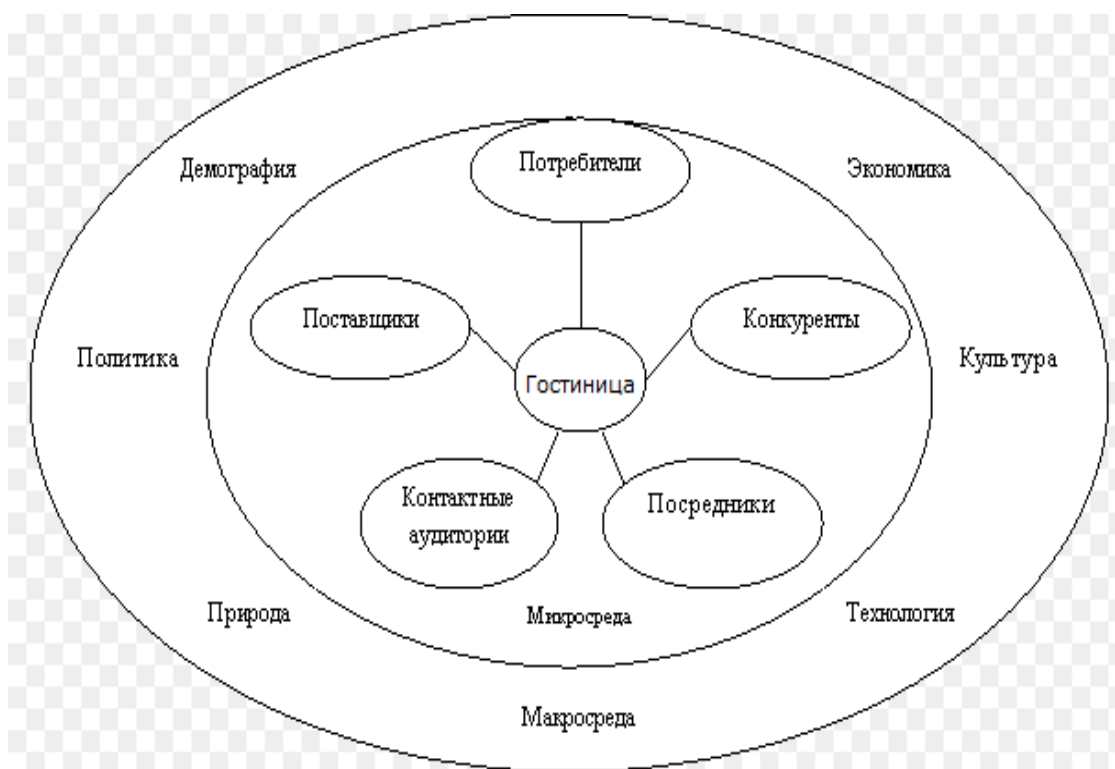 Потребители
Демография
Экономика
Поставщики
Конкуренты
Политика
Культура
Гостиница
Контактные
аудитории
Посредники
Природа
Микросреда
Технология
Макросреда